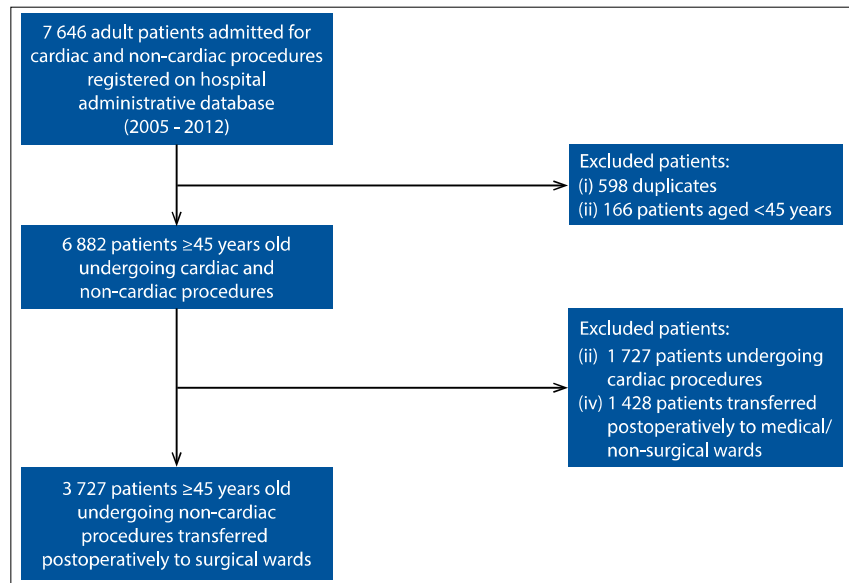 7 646 adult patients admitted for
cardiac and non-cardiac procedures
registered on hospital
administrative database
(2005 - 2012)
Excluded patients:
(i) 598 duplicates
(ii) 166 patients aged <45 years
6 882 patients ≥45 years old
undergoing cardiac and
non-cardiac procedures
Excluded patients:
(ii) 1 727 patients undergoing
cardiac procedures
(iv) 1 428 patients transferred
postoperatively to medical/
non-surgical wards
3 727 patients ≥45 years old
undergoing non-cardiac
procedures transferred
postoperatively to surgical wards